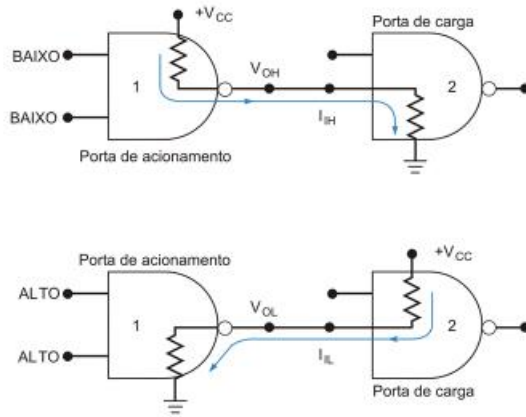 +VCC
Porta de carga
BAIXO
1
VOH
2
IIH
BAIXO
Porta de acionamento
Porta de acionamento
+VCC
ALTO
1
VOL
2
ALTO
IIL
Porta de carga